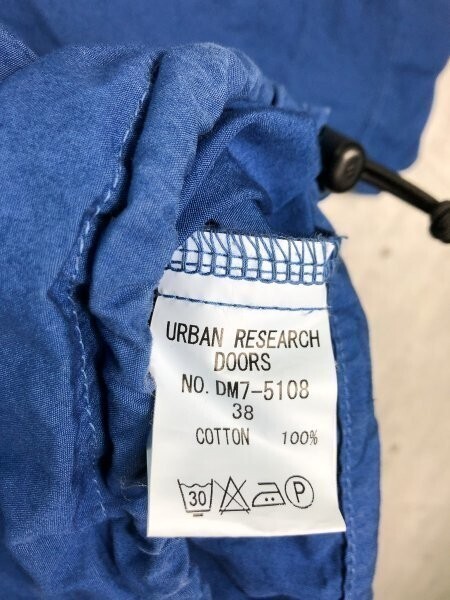 URBAN RESEARCH
DOORS
NO. DM7-5108
38
COTTON 100%
30 P